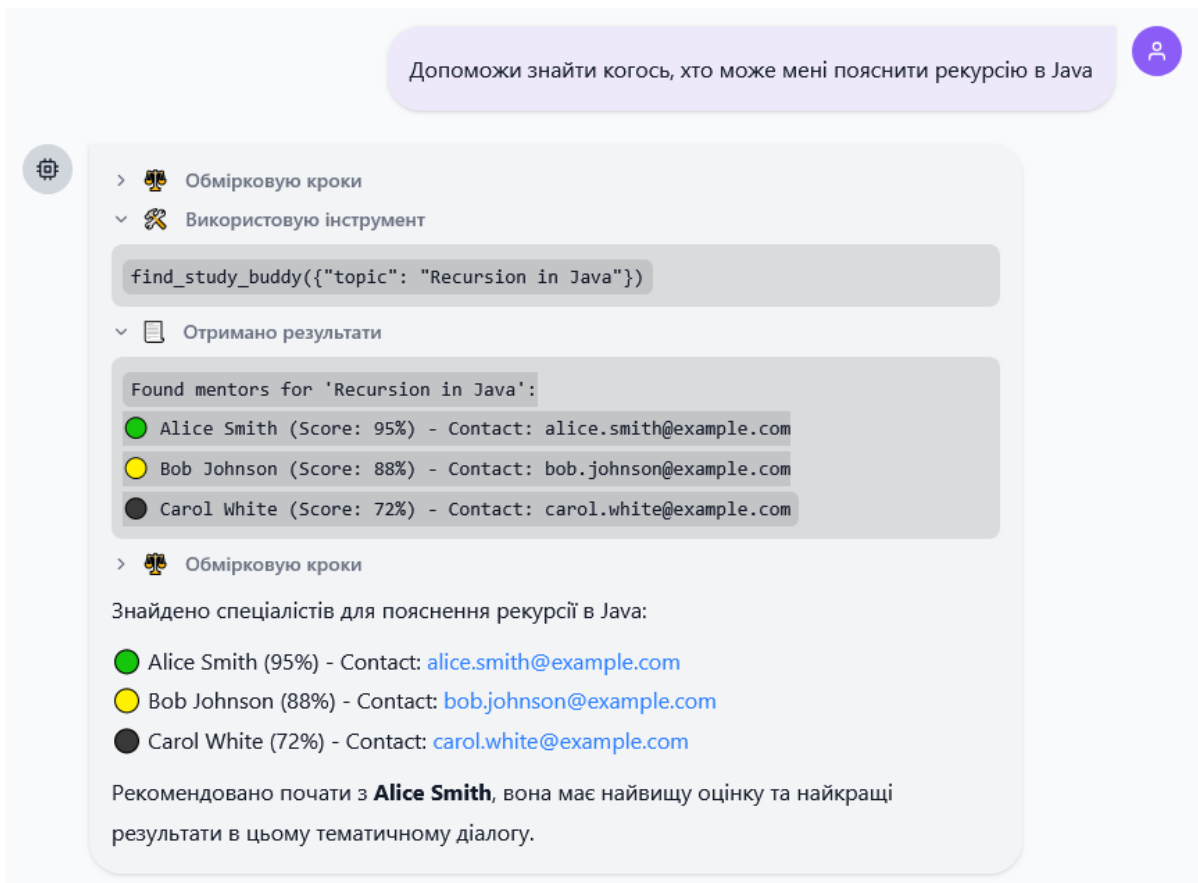 Допоможи знайти когось, хто може мені пояснити рекурсію в Java
Обмірковую кроки
Використовую інструмент
find_study_buddy({"topic": "Recursion in Java"})
Отримано результати
Found mentors for 'Recursion in Java':
Alice Smith (Score: 95%) - Contact: alice.smith@example.com
Bob Johnson (Score: 88%) - Contact: bob.johnson@example.com
Carol White (Score: 72%) - Contact: carol.white@example.com
Обмірковую кроки
Знайдено спеціалістів для пояснення рекурсії в Java:
Alice Smith (95%) - Contact: alice.smith@example.com
Bob Johnson (88%) - Contact: bob.johnson@example.com
Carol White (72%) - Contact: carol.white@example.com
Рекомендовано почати з Alice Smith, вона має найвищу оцінку та найкращі
результати в цьому тематичному діалогу.